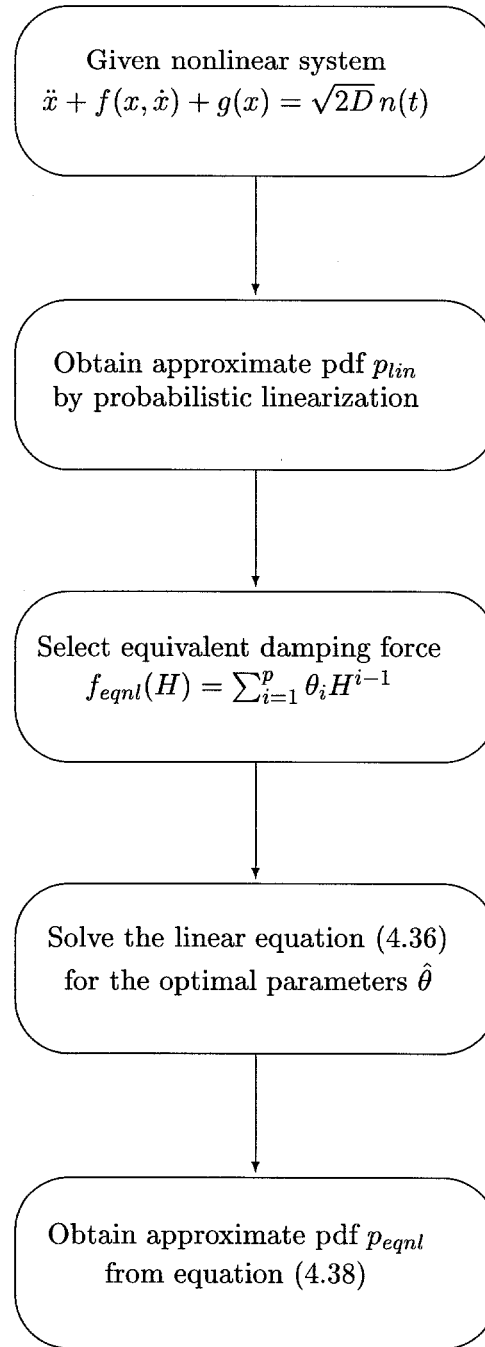 Given nonlinear system
ẍ + f(x, ẋ) + g(x) = √2D n(t)
Obtain approximate pdf p_lin
by probabilistic linearization
Select equivalent damping force
f_eqnl(H) = ∑_{i=1}^{p} θ_i H^{i−1}
Solve the linear equation (4.36)
for the optimal parameters θ̂
Obtain approximate pdf p_eqnl
from equation (4.38)